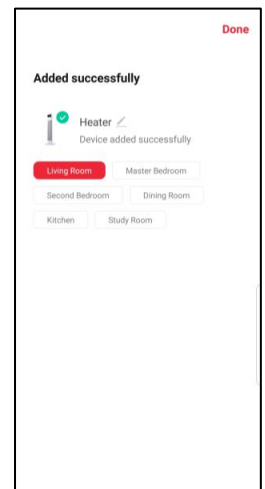 Done
Added successfully
Heater
Device added successfully
Living Room Master Bedroom
Second Bedroom Dining Room
Kitchen Study Room